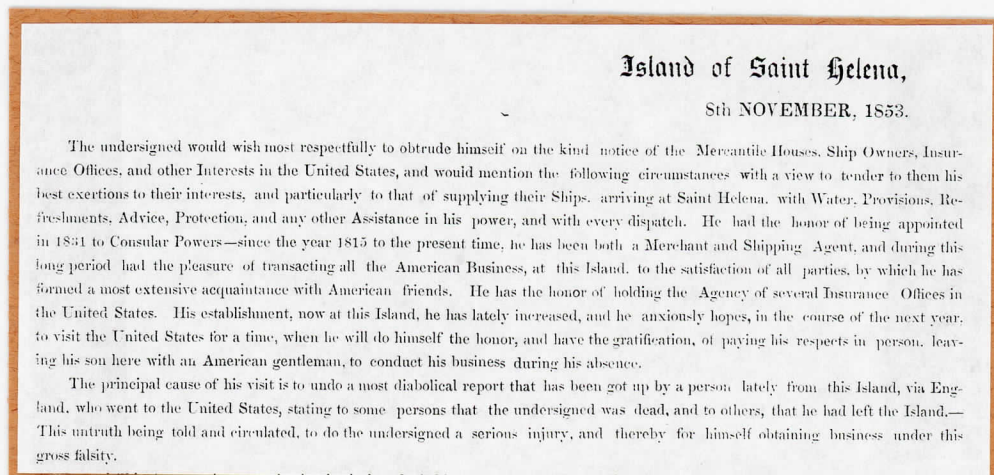 Island of Saint Helena,
8th NOVEMBER, 1853.
The undersigned would wish most respectfully to obtrude himself on the kind notice of the Mercantile Houses, Ship Owners, Insur-
ance Offices, and other Interests in the United States, and would mention the following circumstances with a view to tender to them his
best exertions to their interests, and particularly to that of supplying their Ships, arriving at Saint Helena, with Water, Provisions, Re-
freshments, Advice, Protection, and any other Assistance in his power, and with every dispatch. He had the honor of being appointed
in 1831 to Consular Powers—since the year 1815 to the present time, he has been both a Merchant and Shipping Agent, and during this
long period had the pleasure of transacting all the American Business, at this Island, to the satisfaction of all parties, by which he has
formed a most extensive acquaintance with American friends. He has the honor of holding the Agency of several Insurance Offices in
the United States. His establishment, now at this Island, he has lately increased, and he anxiously hopes, in the course of the next year,
to visit the United States for a time, when he will do himself the honor, and have the gratification, of paying his respects in person, leav-
ing his son here with an American gentleman, to conduct his business during his absence.
The principal cause of his visit is to undo a most diabolical report that has been got up by a person lately from this Island, via Eng-
land, who went to the United States, stating to some persons that the undersigned was dead, and to others, that he had left the Island.—
This untruth being told and circulated, to do the undersigned a serious injury, and thereby for himself obtaining business under this
gross falsity.